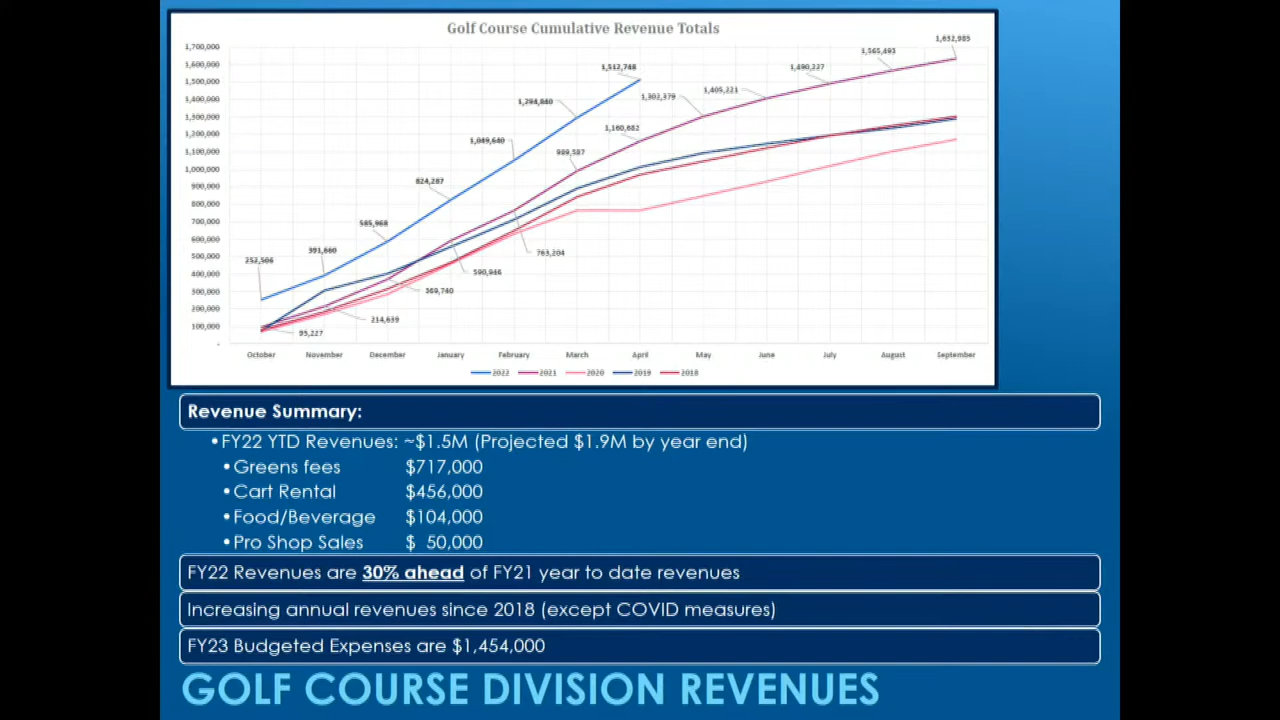 Golf Course Cumulative Revenue Totals
1,700,000
1,600,000
1,500,000
1,400,000
1,300,000
1,200,000
1,100,000
1,000,000
900,000
800,000
700,000
600,000
500,000
400,000
300,000
200,000
100,000
-
252,506
391,660
585,968
824,287
1,049,640
1,294,840
1,512,748
95,227
214,639
369,740
590,946
763,204
989,587
1,160,682
1,302,379
1,405,221
1,490,227
1,565,493
1,632,985
October November December January February March April May June July August September
2022 2021 2020 2019 2018
Revenue Summary:
•FY22 YTD Revenues: ~$1.5M (Projected $1.9M by year end)
•Greens fees $717,000
•Cart Rental $456,000
•Food/Beverage $104,000
•Pro Shop Sales $ 50,000
FY22 Revenues are 30% ahead of FY21 year to date revenues
Increasing annual revenues since 2018 (except COVID measures)
FY23 Budgeted Expenses are $1,454,000
GOLF COURSE DIVISION REVENUES